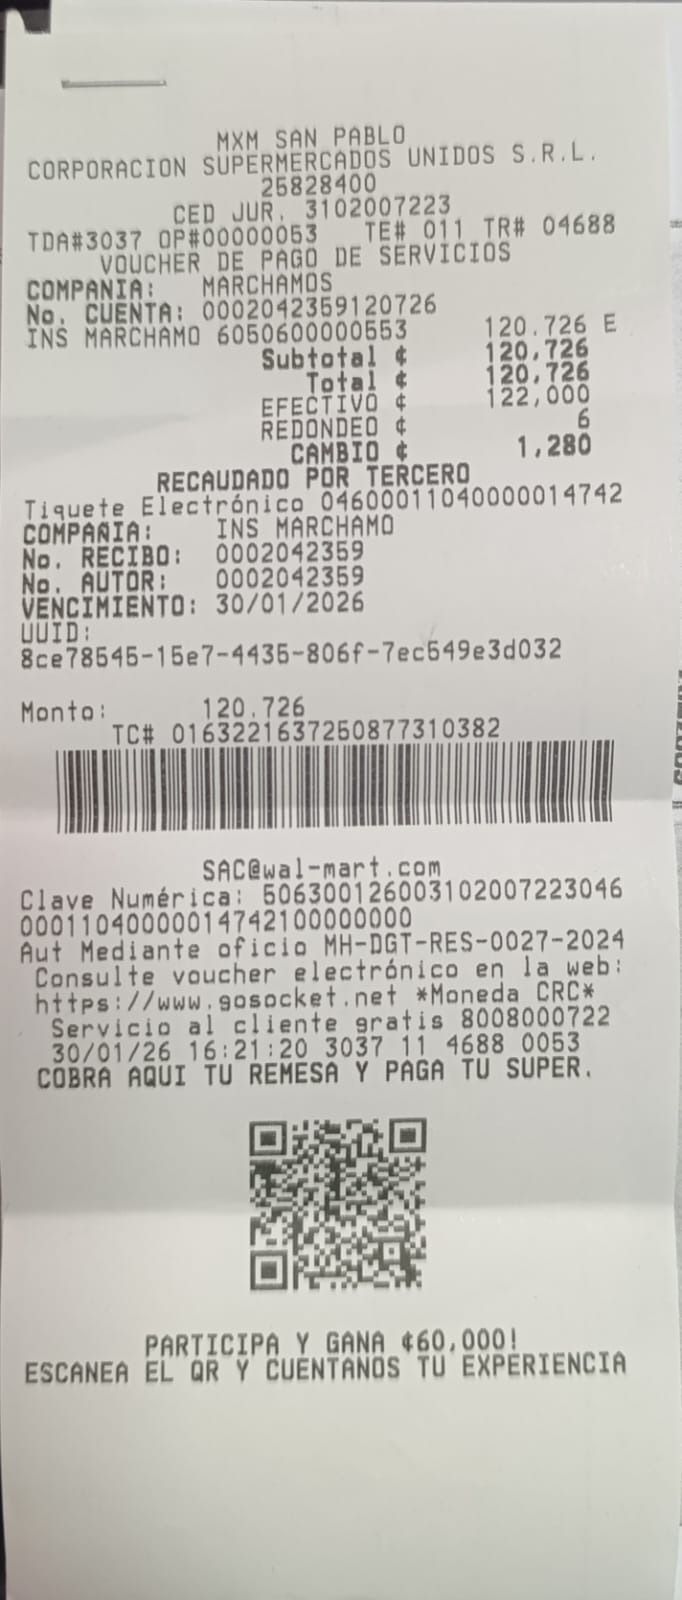 MXM SAN PABLO
CORPORACION SUPERMERCADOS UNIDOS S.R.L.
25828400
CED JUR. 3102007223
TDA#3037 OP#00000053 TE# 011 TR# 04688
VOUCHER DE PAGO DE SERVICIOS
COMPANIA: MARCHAMOS
No. CUENTA: 0002042359120726
INS MARCHAMO 6050600000553 120.726 E
Subtotal ¢ 120,726
Total ¢ 120,726
EFECTIVO ¢ 122,000
REDONDEO ¢ 6
CAMBIO ¢ 1,280
RECAUDADO POR TERCERO
Tiquete Electrónico 04600011040000014742
COMPAÑIA: INS MARCHAMO
No. RECIBO: 0002042359
No. AUTOR: 0002042359
VENCIMIENTO: 30/01/2026
UUID:
8ce78545-15e7-4435-806f-7ec549e3d032
Monto: 120.726
TC# 0163221637250877310382
SAC@wal-mart.com
Clave Numérica: 50630012600310200722304​6
00011040000014742100000000
Aut Mediante oficio MH-DGT-RES-0027-2024
Consulte voucher electrónico en la web:
https://www.gosocket.net *Moneda CRC*
Servicio al cliente gratis 8008000722
30/01/26 16:21:20 3037 11 4688 0053
COBRA AQUI TU REMESA Y PAGA TU SUPER.
PARTICIPA Y GANA ¢60,000!
ESCANEA EL QR Y CUENTANOS TU EXPERIENCIA